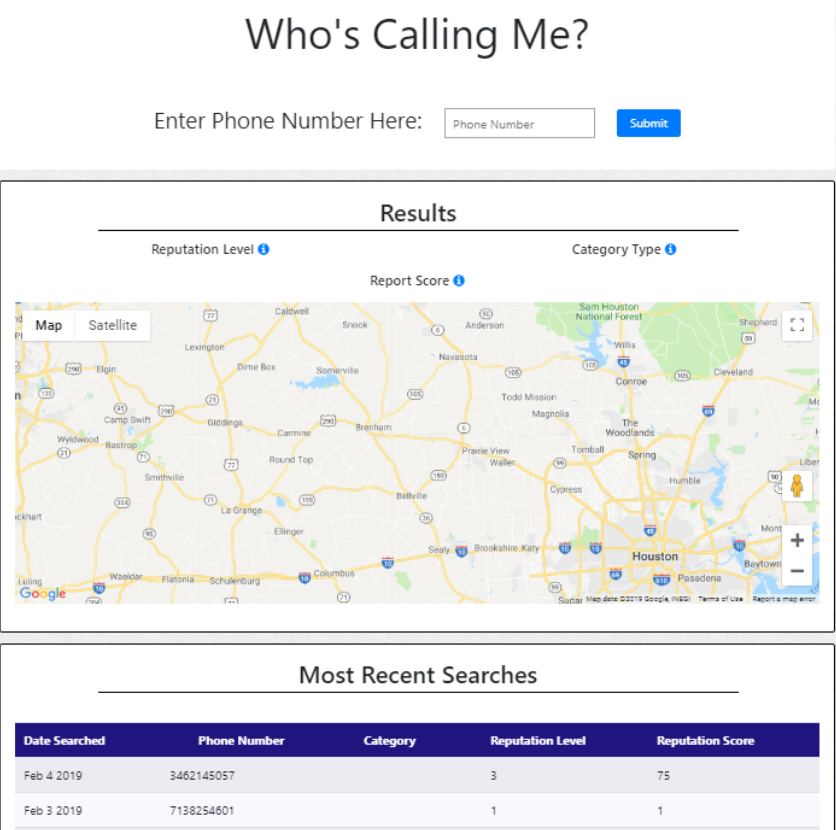 Who's Calling Me?
Enter Phone Number Here: Phone Number Submit
Results
Reputation Level Category Type
Report Score
Map Satellite
Caldwell
Snook
Anderson
Sam Houston
National Forest
Shepherd
Lexington
Navasota
Willis
Elgin
Dime Box
Somerville
Conroe
Cleveland
Todd Mission
Magnolia
Camp Swift
Giddings
Carmine
Brenham
The
Woodlands
Wyldwood
Bastrop
Prairie View
Waller
Tomball
Spring
Round Top
Smithville
Bellville
Cypress
Humble
La Grange
Ellinger
Sealy
Brookshire
Katy
Houston
Baytown
Luling
Waelder
Flatonia
Schulenburg
Columbus
Pasadena
Google
Map data ©2019 Google, INEGI Terms of Use Report a map error
Most Recent Searches
Date Searched Phone Number Category Reputation Level Reputation Score
Feb 4 2019 3462145057 3 75
Feb 3 2019 7138254601 1 1